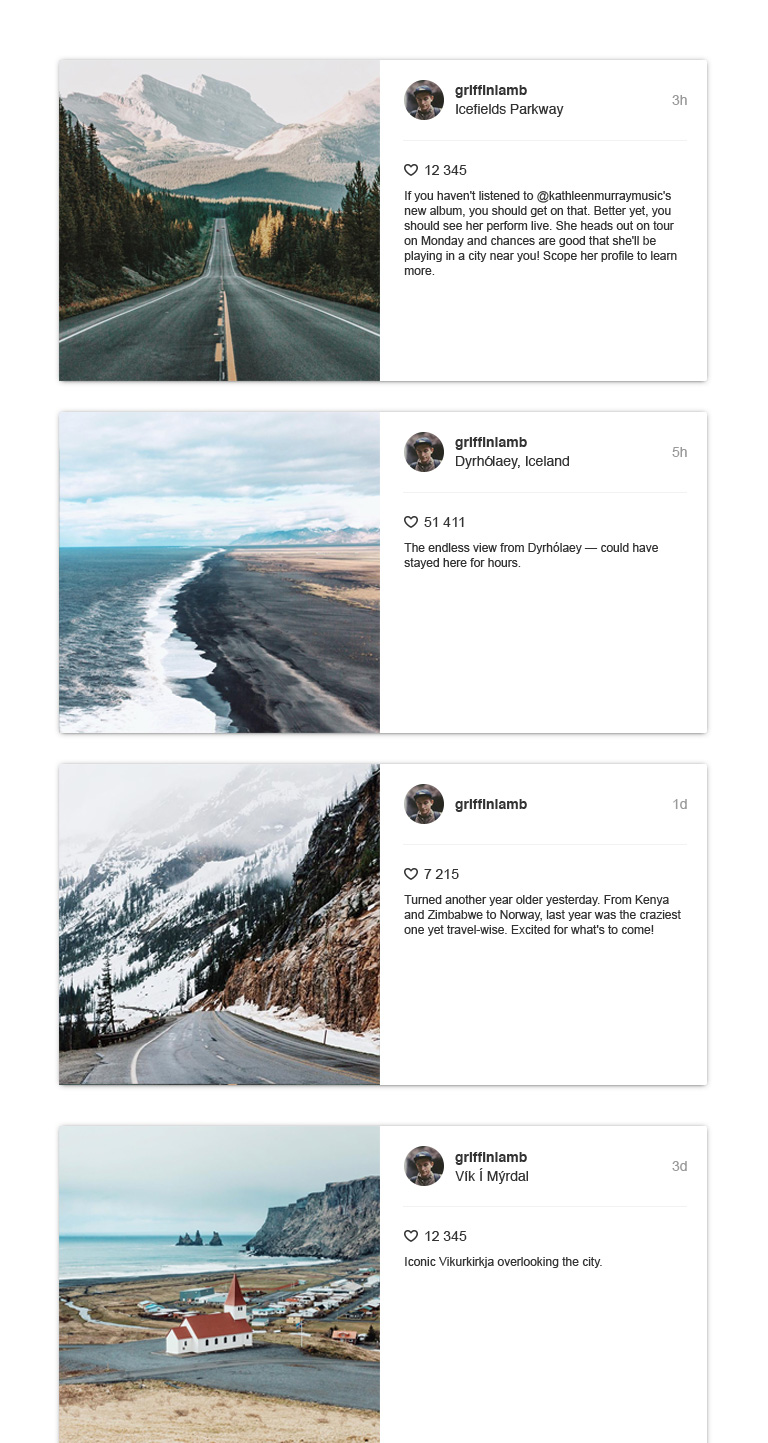 griffinlamb
Icefields Parkway
3h
12 345
If you haven't listened to @kathleenmurraymusic's
new album, you should get on that. Better yet, you
should see her perform live. She heads out on tour
on Monday and chances are good that she'll be
playing in a city near you! Scope her profile to learn
more.
griffinlamb
Dyrhólaey, Iceland
5h
51 411
The endless view from Dyrhólaey — could have
stayed here for hours.
griffinlamb
1d
7 215
Turned another year older yesterday. From Kenya
and Zimbabwe to Norway, last year was the craziest
one yet travel-wise. Excited for what's to come!
griffinlamb
Vík Í Mýrdal
3d
12 345
Iconic Vikurkirkja overlooking the city.